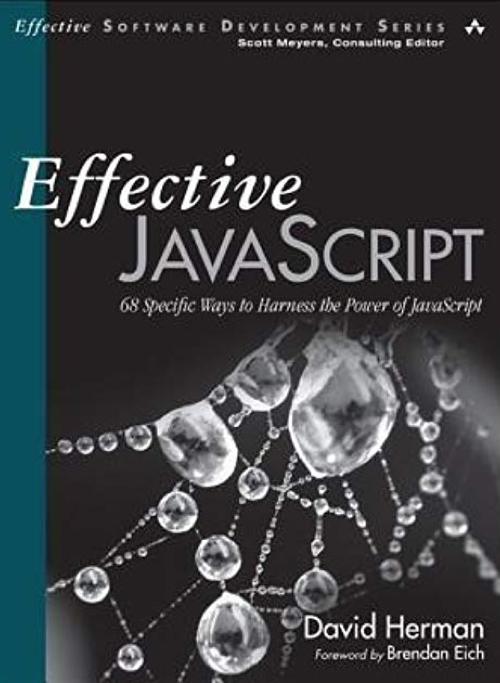 Effective SOFTWARE DEVELOPMENT SERIES
Scott Meyers, Consulting Editor
Effective
JAVASCRIPT
68 Specific Ways to Harness the Power of JavaScript
David Herman
Foreword by Brendan Eich